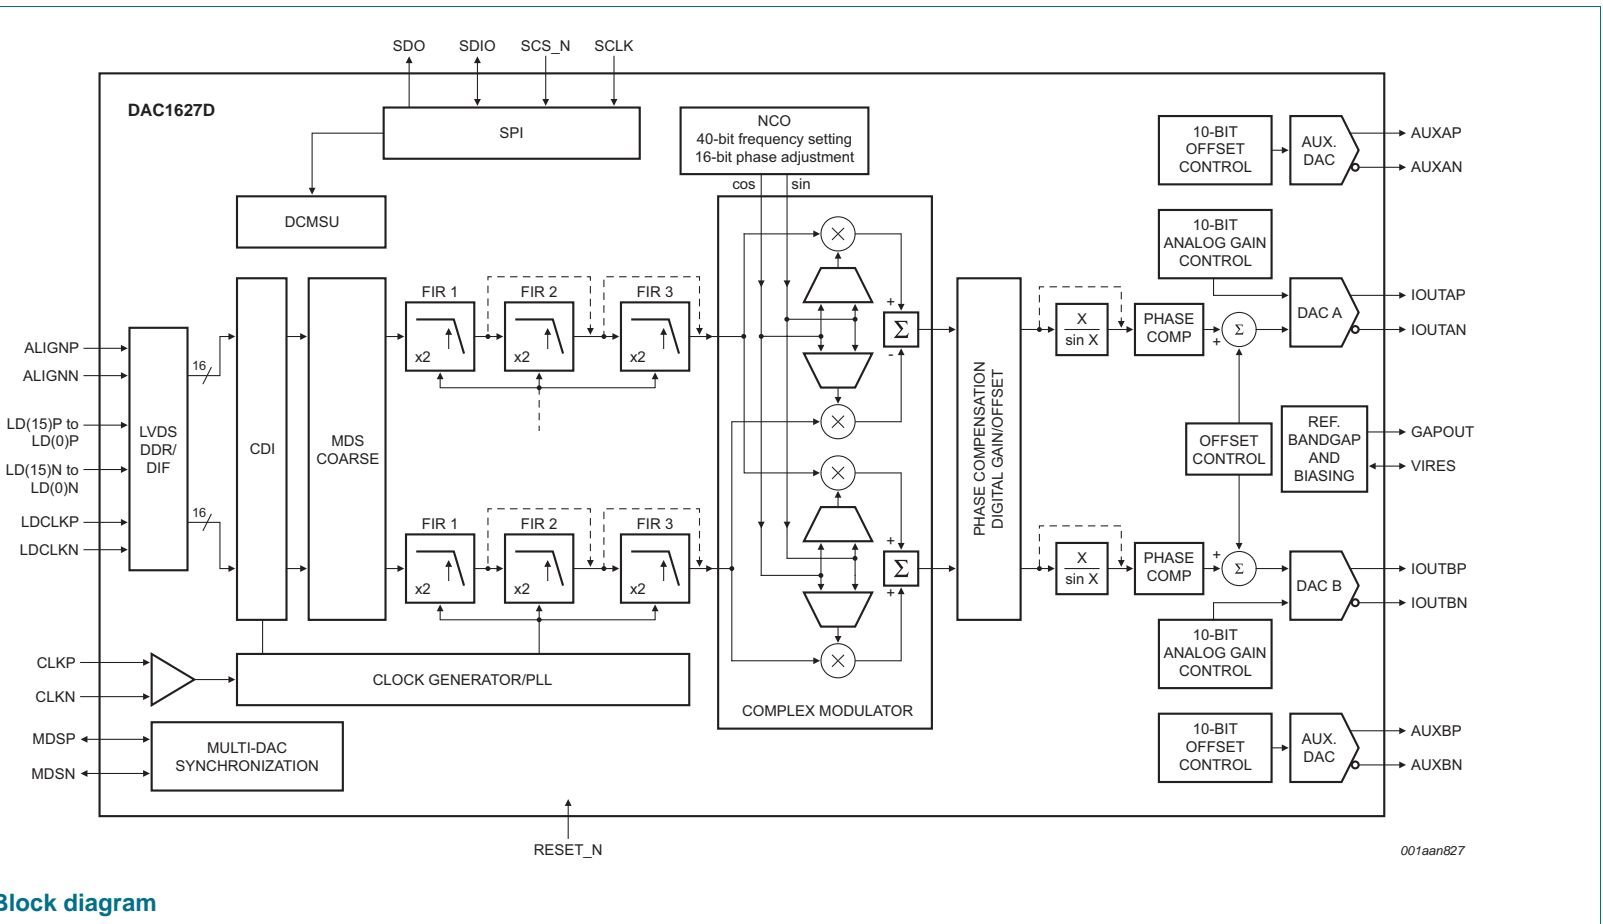 SDO
SDIO
SCS_N
SCLK
DAC1627D
SPI
DCMSU
NCO
40-bit frequency setting
16-bit phase adjustment
cos
sin
10-BIT
OFFSET
CONTROL
AUX.
DAC
AUXAP
AUXAN
10-BIT
ANALOG GAIN
CONTROL
ALIGNP
ALIGNN
LD(15)P to
LD(0)P
LD(15)N to
LD(0)N
LDCLKP
LDCLKN
LVDS
DDR/
DIF
16
16
CDI
MDS
COARSE
FIR 1
x2
FIR 2
x2
FIR 3
x2
FIR 1
x2
FIR 2
x2
FIR 3
x2
×
×
×
×
+
Σ
-
+
Σ
+
COMPLEX MODULATOR
PHASE COMPENSATION
DIGITAL GAIN/OFFSET
X
sin X
PHASE
COMP
+
Σ
DAC A
IOUTAP
IOUTAN
OFFSET
CONTROL
REF.
BANDGAP
AND
BIASING
GAPOUT
VIRES
X
sin X
PHASE
COMP
+
Σ
DAC B
IOUTBP
IOUTBN
10-BIT
ANALOG GAIN
CONTROL
CLKP
CLKN
CLOCK GENERATOR/PLL
MDSP
MDSN
MULTI-DAC
SYNCHRONIZATION
10-BIT
OFFSET
CONTROL
AUX.
DAC
AUXBP
AUXBN
RESET_N
001aan827
Block diagram